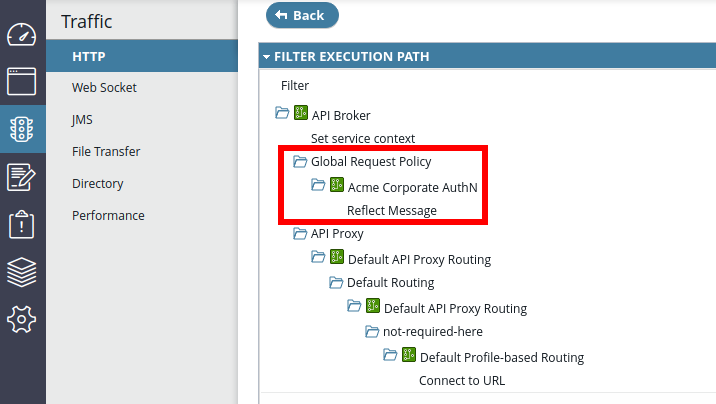 Traffic
HTTP
Web Socket
JMS
File Transfer
Directory
Performance
Back
FILTER EXECUTION PATH
Filter
API Broker
Set service context
Global Request Policy
Acme Corporate AuthN
Reflect Message
API Proxy
Default API Proxy Routing
Default Routing
Default API Proxy Routing
not-required-here
Default Profile-based Routing
Connect to URL